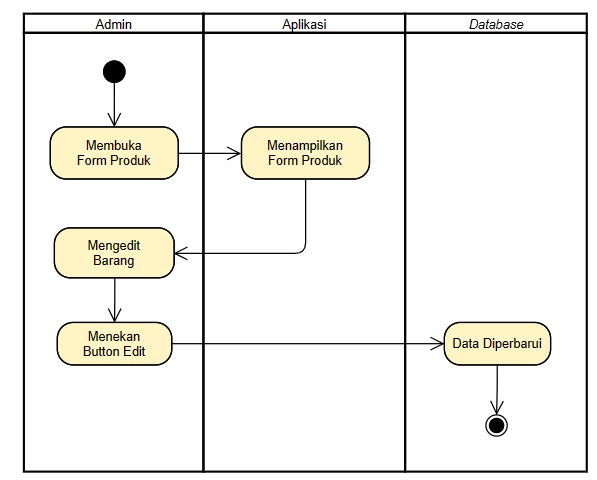 Admin
Aplikasi
Database
Membuka
Form Produk
Menampilkan
Form Produk
Mengedit
Barang
Menekan
Button Edit
Data Diperbarui